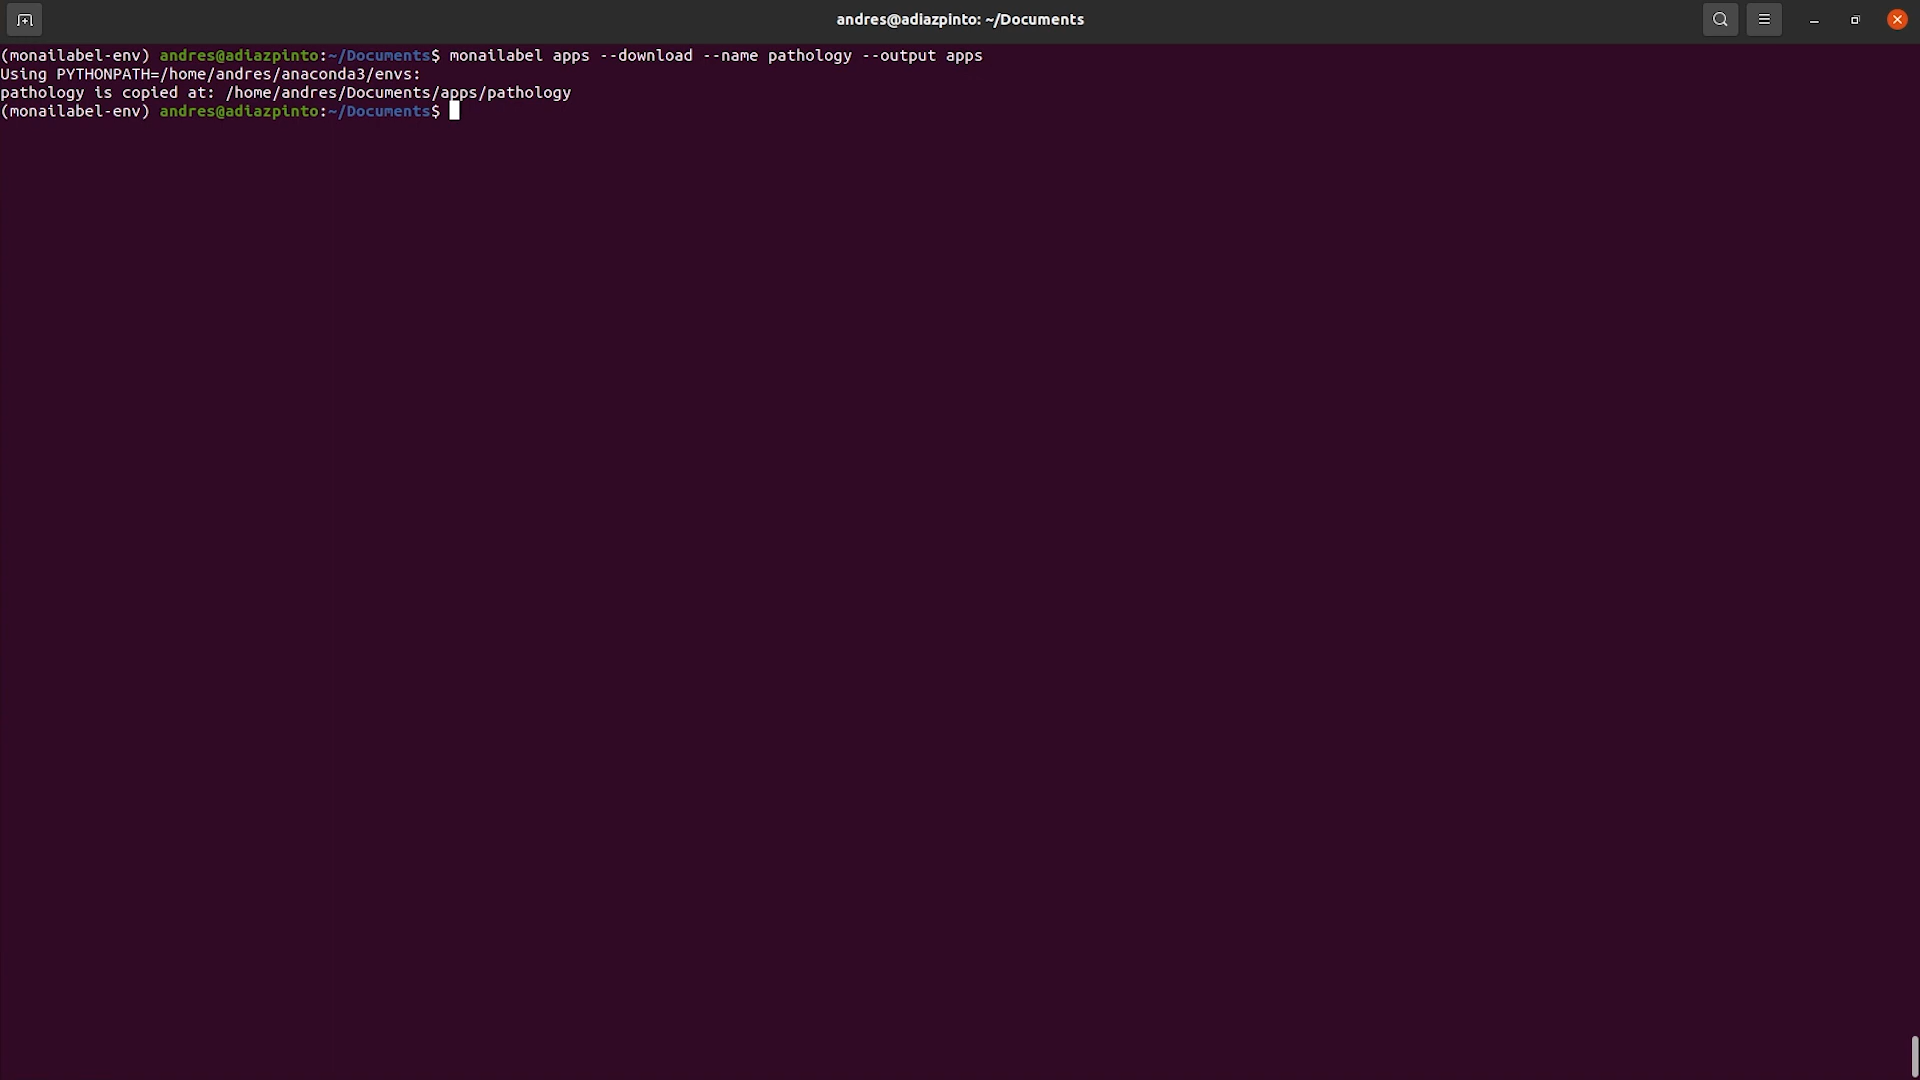 andres@adiazpinto: ~/Documents
(monailabel-env) andres@adiazpinto:~/Documents$ monailabel apps --download --name pathology --output apps
Using PYTHONPATH=/home/andres/anaconda3/envs:
pathology is copied at: /home/andres/Documents/apps/pathology
(monailabel-env) andres@adiazpinto:~/Documents$